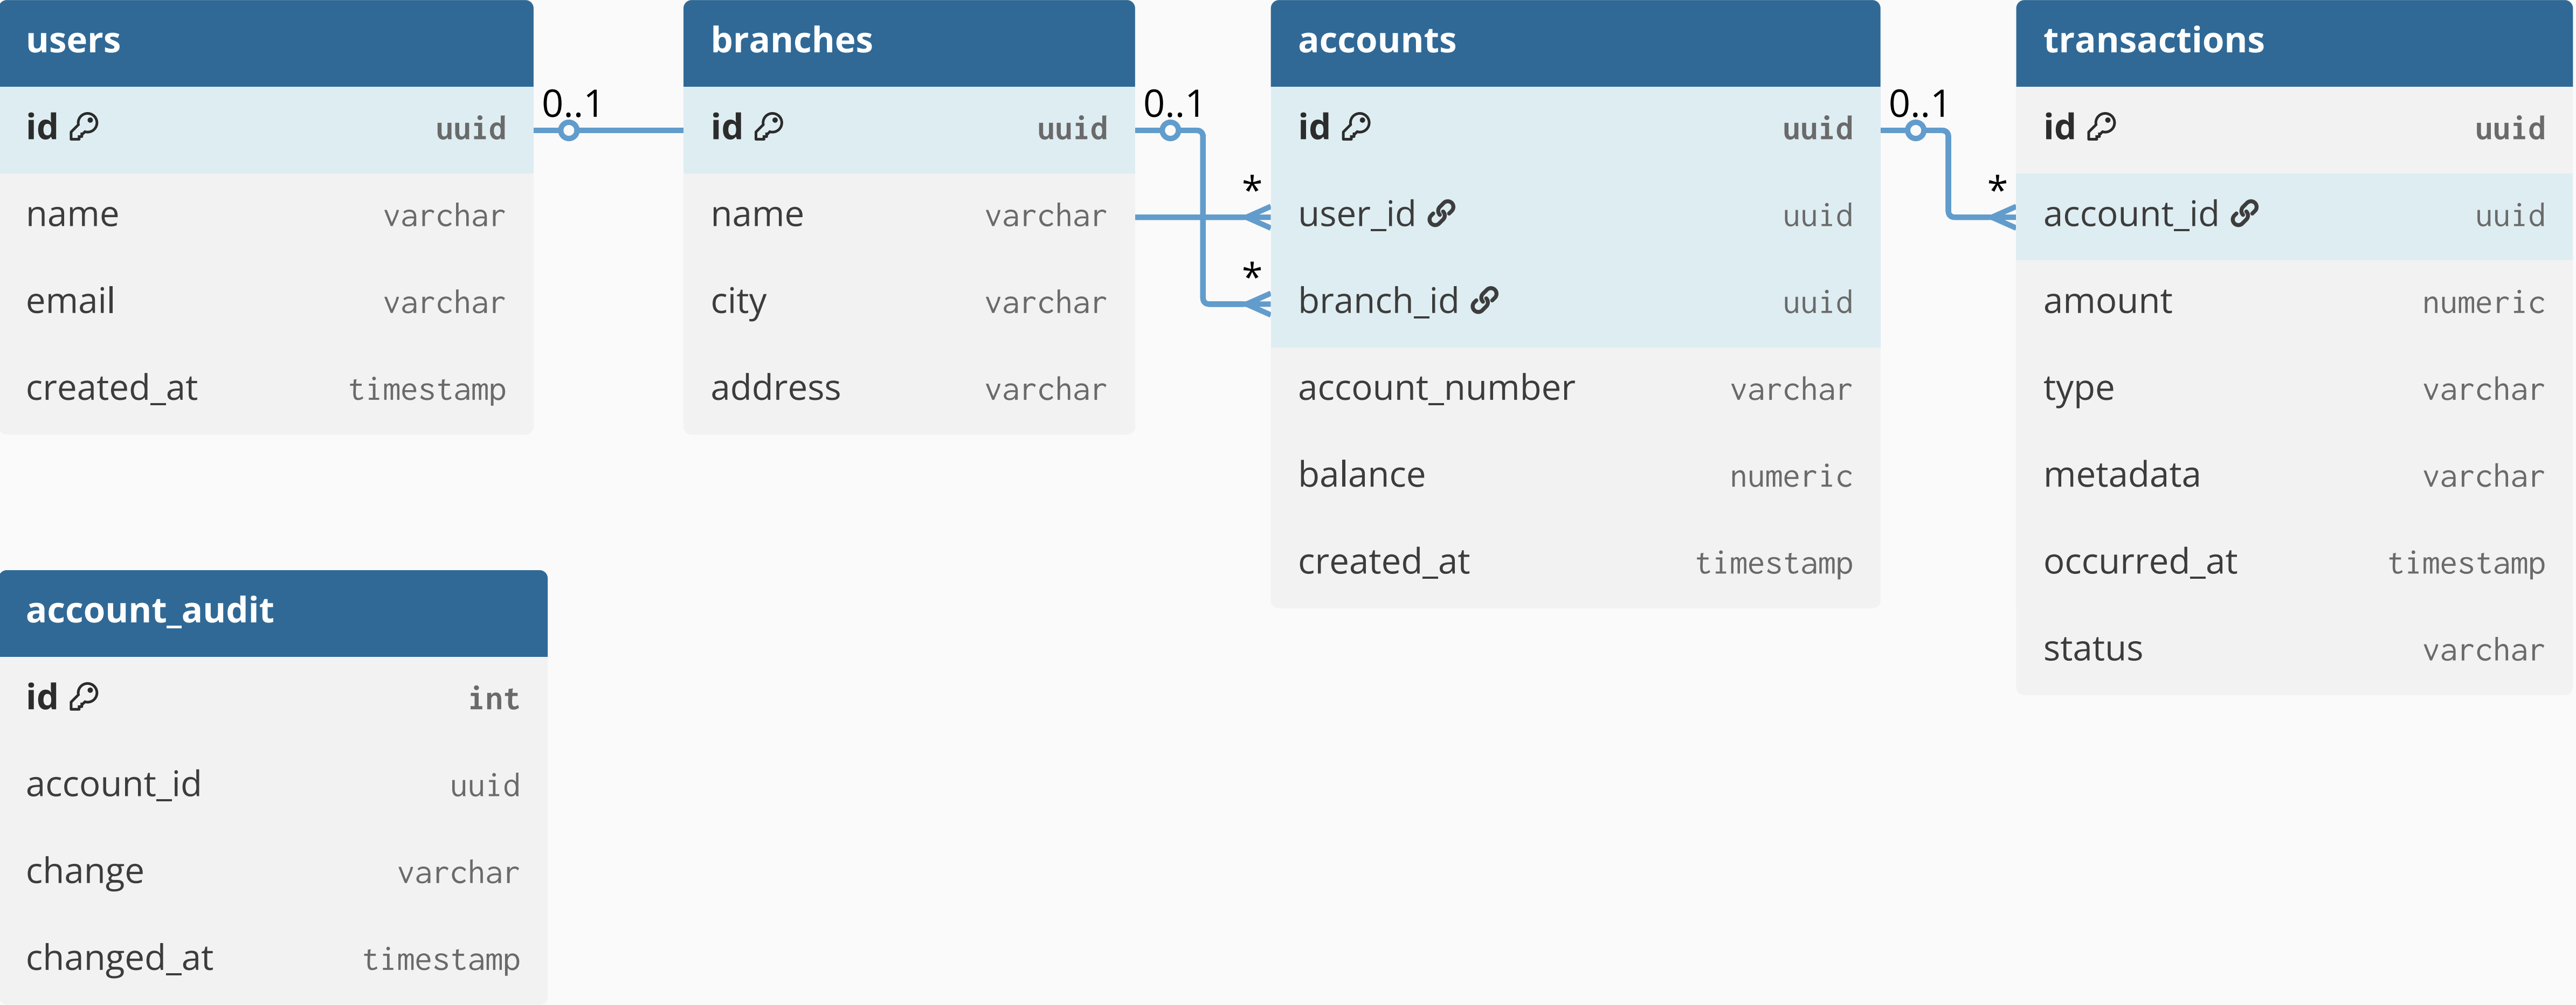 users
id uuid
name varchar
email varchar
created_at timestamp
0..1
branches
id uuid
name varchar
city varchar
address varchar
0..1
*
*
accounts
id uuid
user_id uuid
branch_id uuid
account_number varchar
balance numeric
created_at timestamp
0..1
*
transactions
id uuid
account_id uuid
amount numeric
type varchar
metadata varchar
occurred_at timestamp
status varchar
account_audit
id int
account_id uuid
change varchar
changed_at timestamp